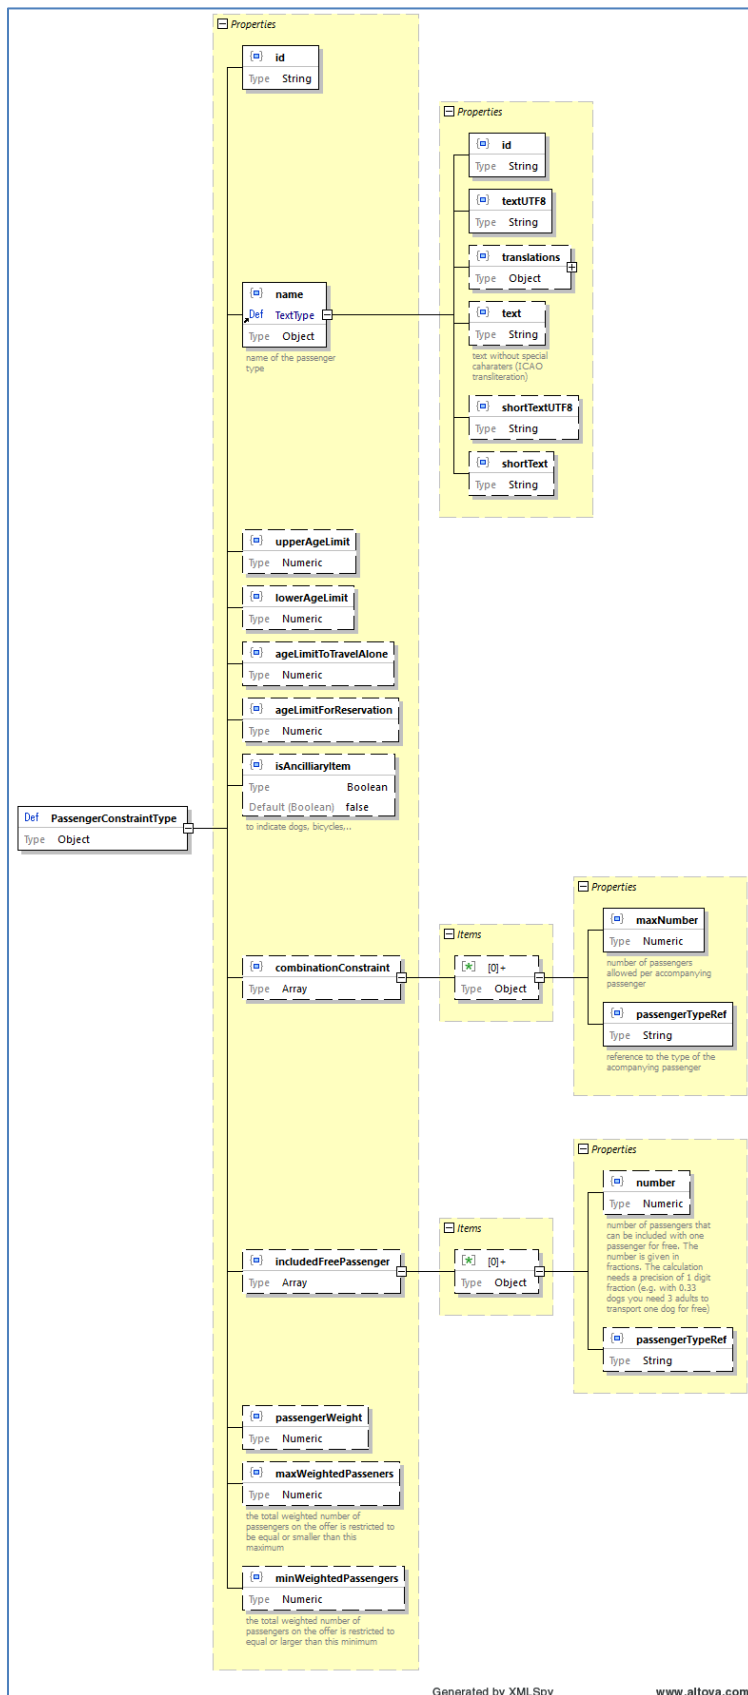 Properties
id
Type String
Properties
id
Type String
textUTF8
Type String
translations
Type Object
name
Def TextType
Type Object
name of the passenger
type
text
Type String
text without special
caharaters (ICAO
transliteration)
shortTextUTF8
Type String
shortText
Type String
upperAgeLimit
Type Numeric
lowerAgeLimit
Type Numeric
ageLimitToTravelAlone
Type Numeric
ageLimitForReservation
Type Numeric
isAncilliaryItem
Type Boolean
Default (Boolean) false
to indicate dogs, bicycles,..
Def PassengerConstraintType
Type Object
combinationConstraint
Type Array
Items
[0]+
Type Object
Properties
maxNumber
Type Numeric
number of passengers
allowed per accompanying
passenger
passengerTypeRef
Type String
reference to the type of the
acompanying passenger
includedFreePassenger
Type Array
Items
[0]+
Type Object
Properties
number
Type Numeric
number of passengers that
can be included with one
passenger for free. The
number is given in
fractions. The calculation
needs a precision of 1 digit
fraction (e.g. with 0.33
dogs you need 3 adults to
transport one dog for free)
passengerTypeRef
Type String
passengerWeight
Type Numeric
maxWeightedPasseners
Type Numeric
the total weighted number of
passengers on the offer is restricted to
be equal or smaller than this
maximum
minWeightedPassengers
Type Numeric
the total weighted number of
passengers on the offer is restricted to
equal or larger than this minimum
Generated by XMLSpy www.altova.com